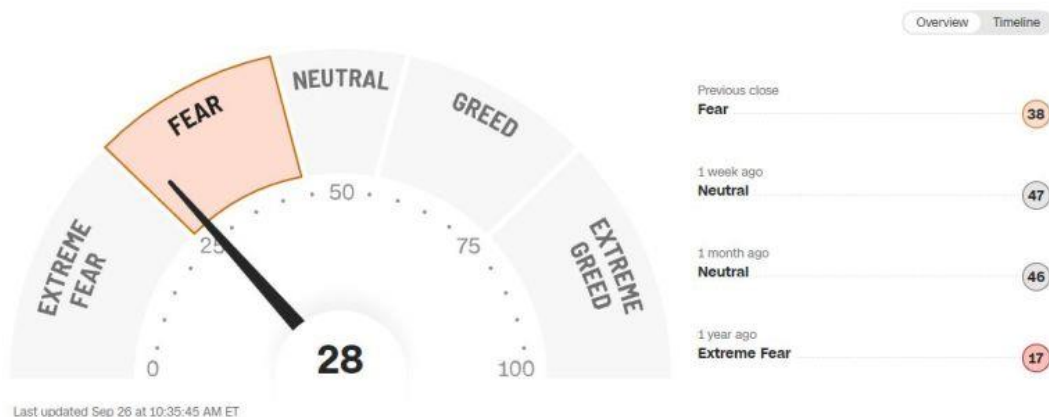 Overview
Timeline
NEUTRAL
FEAR
GREED
EXTREME
FEAR
EXTREME
GREED
0
25
50
75
100
28
Previous close
Fear
38
1 week ago
Neutral
47
1 month ago
Neutral
46
1 year ago
Extreme Fear
17
Last updated Sep 26 at 10:35:45 AM ET